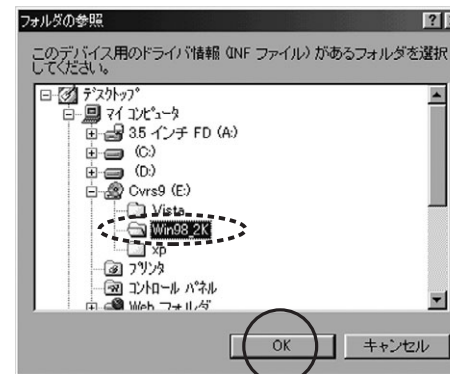 フォルダの参照
このデバイス用のドライバ情報 (INF ファイル) があるフォルダを選択
してください。
デスクトップ
マイ コンピュータ
3.5 インチ FD (A:)
(C:)
(D:)
Cvrs9 (E:)
Vista
Win98_2K
xp
プリンタ
コントロール パネル
Web フォルダ
OK
キャンセル